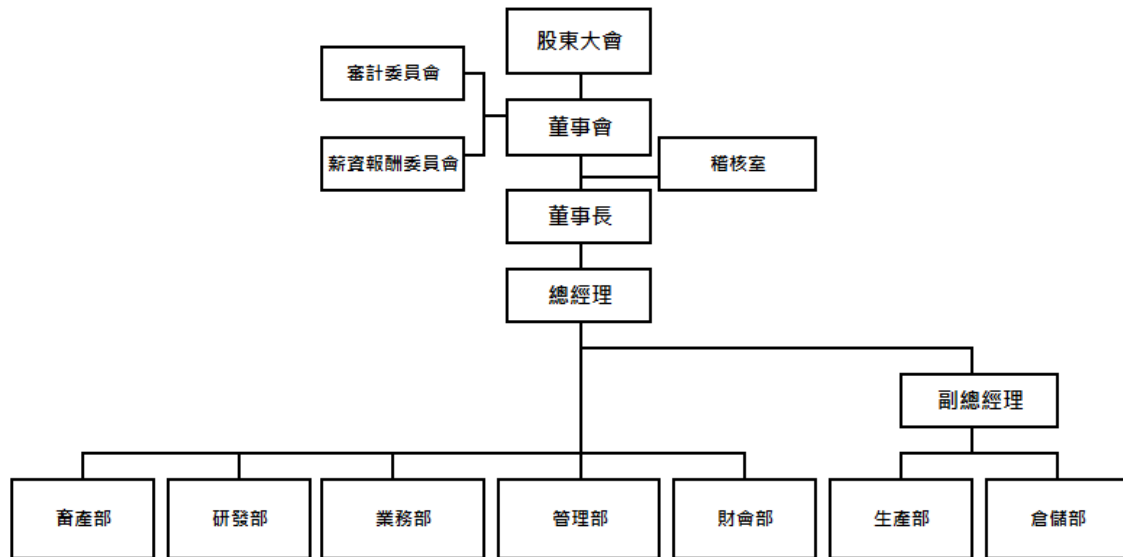 股東大會
審計委員會
董事會
薪資報酬委員會
稽核室
董事長
總經理
副總經理
畜產部
研發部
業務部
管理部
財會部
生產部
倉儲部